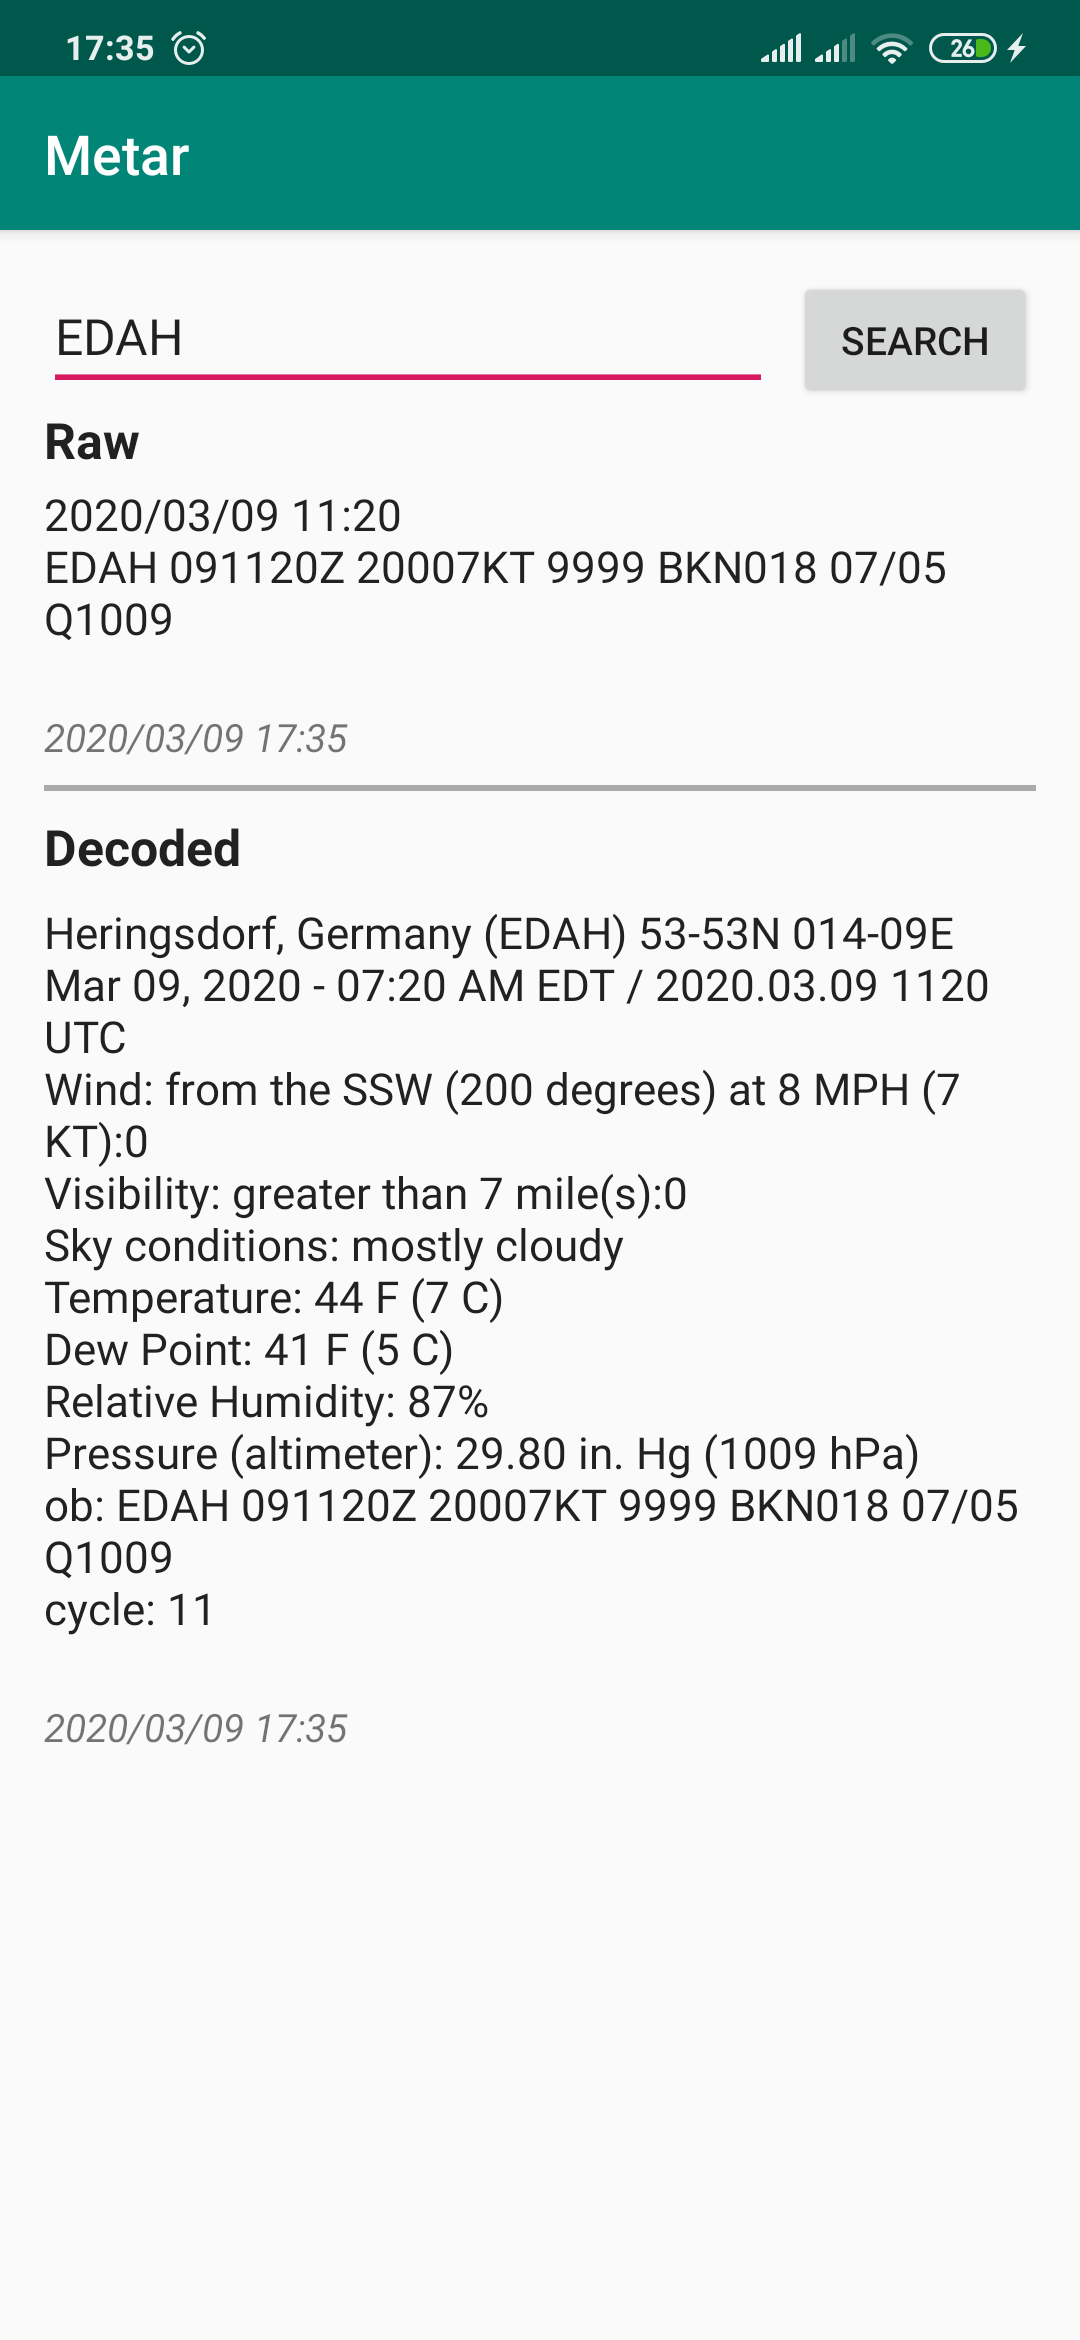 17:35
26
Metar
EDAH
SEARCH
Raw
2020/03/09 11:20
EDAH 091120Z 20007KT 9999 BKN018 07/05
Q1009
2020/03/09 17:35
Decoded
Heringsdorf, Germany (EDAH) 53-53N 014-09E
Mar 09, 2020 - 07:20 AM EDT / 2020.03.09 1120
UTC
Wind: from the SSW (200 degrees) at 8 MPH (7
KT):0
Visibility: greater than 7 mile(s):0
Sky conditions: mostly cloudy
Temperature: 44 F (7 C)
Dew Point: 41 F (5 C)
Relative Humidity: 87%
Pressure (altimeter): 29.80 in. Hg (1009 hPa)
ob: EDAH 091120Z 20007KT 9999 BKN018 07/05
Q1009
cycle: 11
2020/03/09 17:35